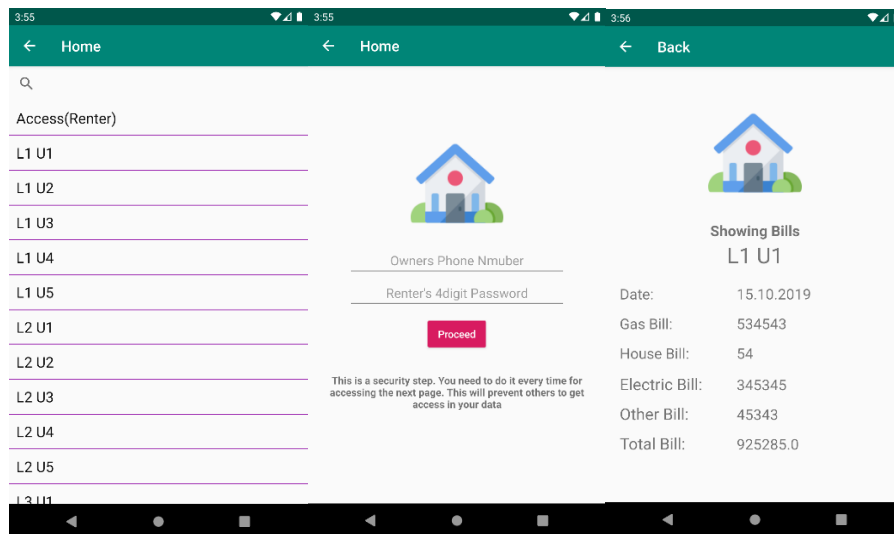 3:55
Home
Access(Renter)
L1 U1
L1 U2
L1 U3
L1 U4
L1 U5
L2 U1
L2 U2
L2 U3
L2 U4
L2 U5
L3 U1
3:55
Home
Owners Phone Nmuber
Renter's 4digit Password
Proceed
This is a security step. You need to do it every time for
accessing the next page. This will prevent others to get
access in your data
3:56
Back
Showing Bills
L1 U1
Date: 15.10.2019
Gas Bill: 534543
House Bill: 54
Electric Bill: 345345
Other Bill: 45343
Total Bill: 925285.0